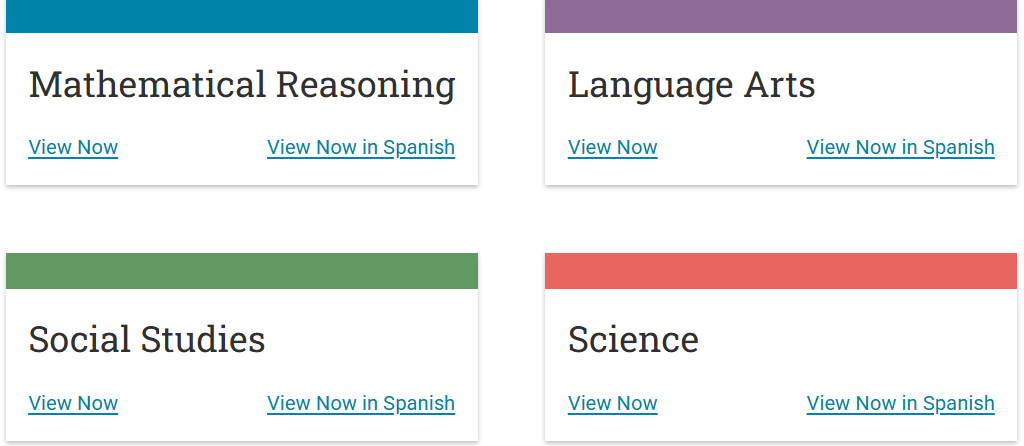 Mathematical Reasoning
View Now
View Now in Spanish
Language Arts
View Now
View Now in Spanish
Social Studies
View Now
View Now in Spanish
Science
View Now
View Now in Spanish